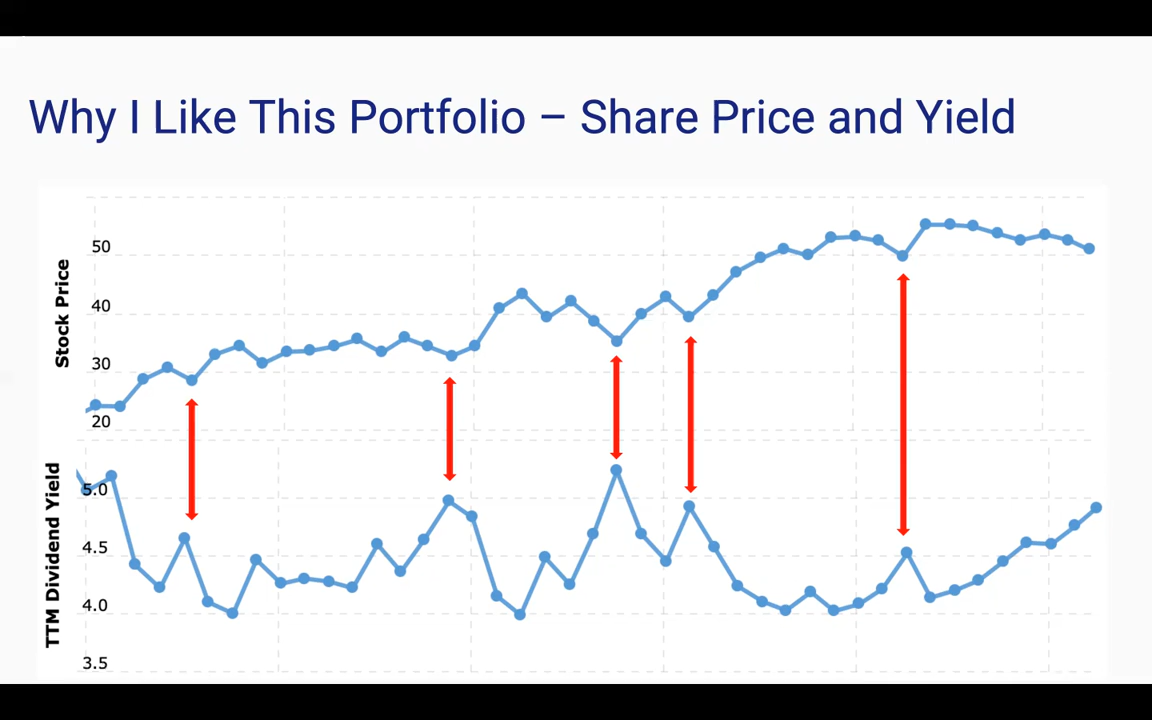 Why I Like This Portfolio – Share Price and Yield
Stock Price
50
40
30
20
TTM Dividend Yield
5.0
4.5
4.0
3.5